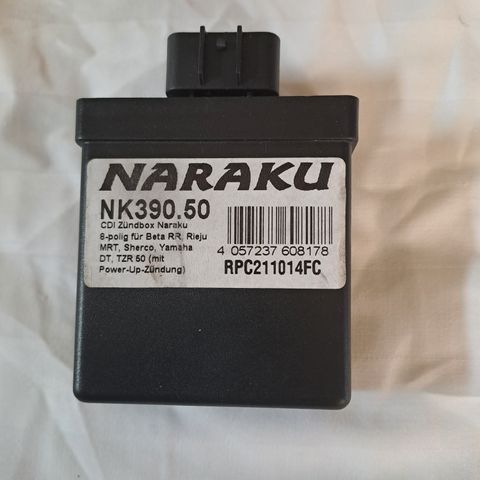 NARAKU
NK390.50
CDI Zündbox Naraku
8-polig für Beta RR, Rieju
MRT, Sherco, Yamaha
DT, TZR 50 (mit
Power-Up-Zündung)
4 057237 608178
RPC211014FC